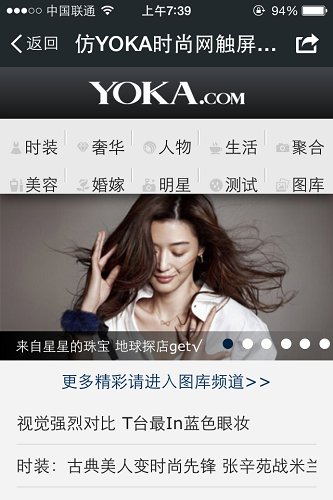 中国联通 上午7:39 94%
返回 仿YOKA时尚网触屏...
YOKA.COM
时装 奢华 人物 生活 聚合
美容 婚嫁 明星 测试 图库
来自星星的珠宝 地球探店get√
更多精彩请进入图库频道>>
视觉强烈对比 T台最In蓝色眼妆
时装：古典美人变时尚先锋 张辛苑战米兰